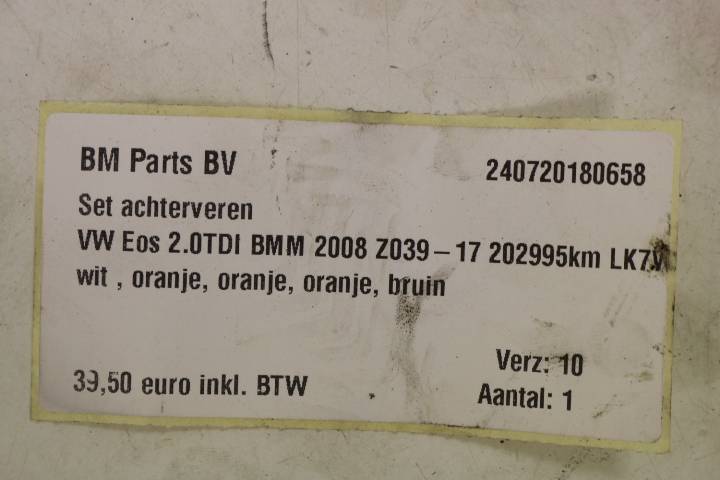 BM Parts BV 240720180658
Set achterveren
VW Eos 2.0TDI BMM 2008 Z039-17 202995km LK7V
wit , oranje, oranje, oranje, bruin
Verz: 10
39,50 euro inkl. BTW
Aantal: 1